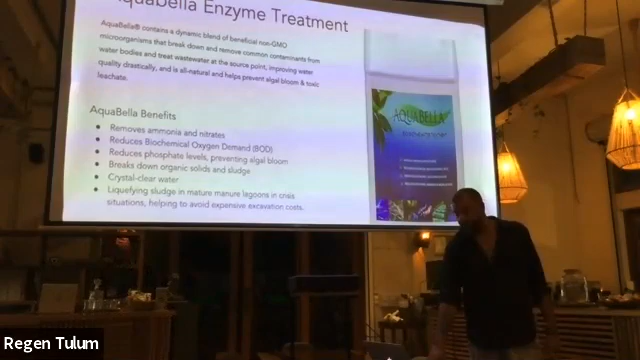 Aquabella Enzyme Treatment
AquaBella® contains a dynamic blend of beneficial non-GMO
microorganisms that break down and remove common contaminants from
water bodies and treat wastewater at the source point, improving water
quality drastically, and is all-natural and helps prevent algal bloom & toxic
leachate.
AquaBella Benefits
• Removes ammonia and nitrates
• Reduces Biochemical Oxygen Demand (BOD)
• Reduces phosphate levels, preventing algal bloom
• Breaks down organic solids and sludge
• Crystal-clear water
• Liquefying sludge in mature manure lagoons in crisis
situations, helping to avoid expensive excavation costs.
AQUABELLA
Regen Tulum